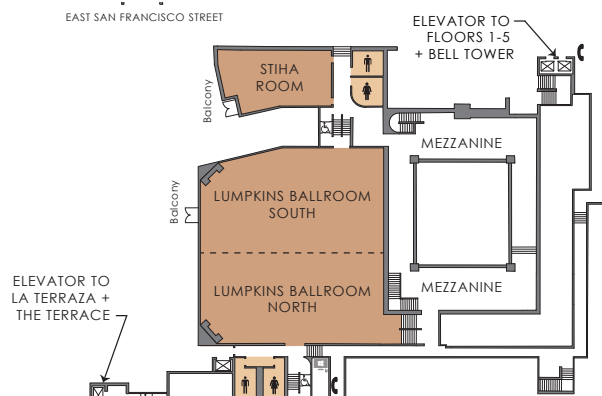 EAST SAN FRANCISCO STREET
ELEVATOR TO
FLOORS 1-5
+ BELL TOWER
STIHA
ROOM
Balcony
MEZZANINE
LUMPKINS BALLROOM
SOUTH
Balcony
LUMPKINS BALLROOM
NORTH
MEZZANINE
ELEVATOR TO
LA TERRAZA +
THE TERRACE